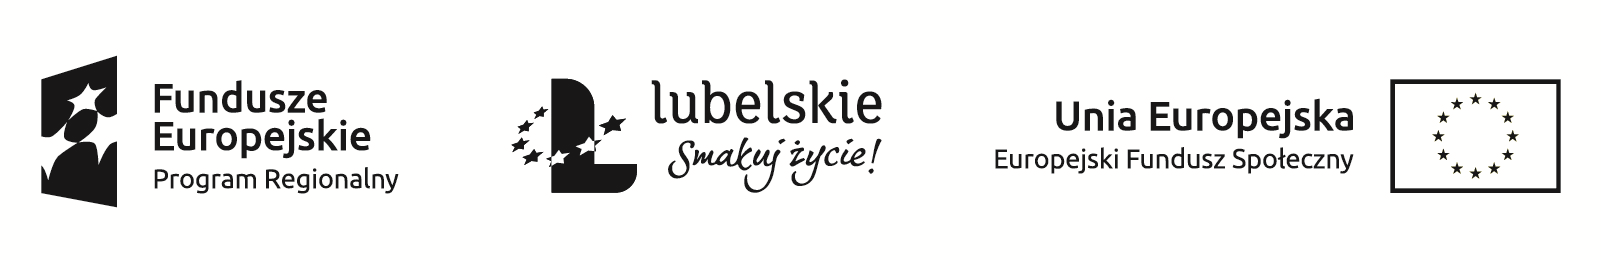 Fundusze
Europejskie
Program Regionalny
lubelskie
Smakuj życie!
Unia Europejska
Europejski Fundusz Społeczny